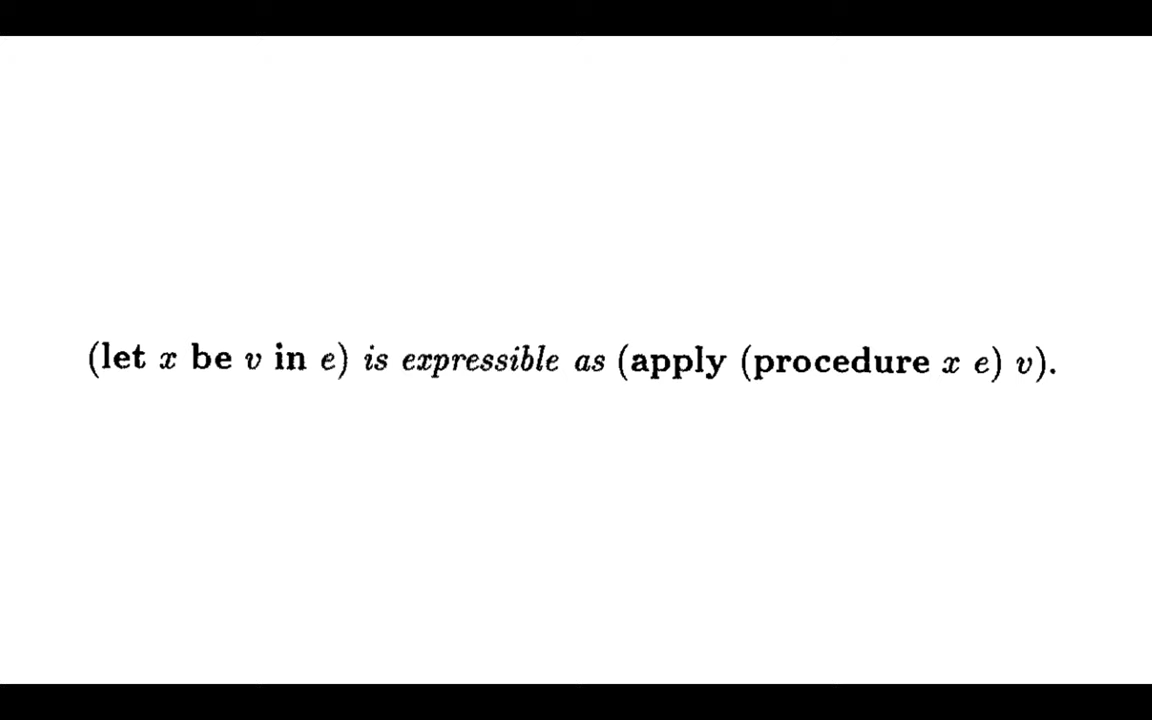 (let x be v in e) is expressible as (apply (procedure x e) v).